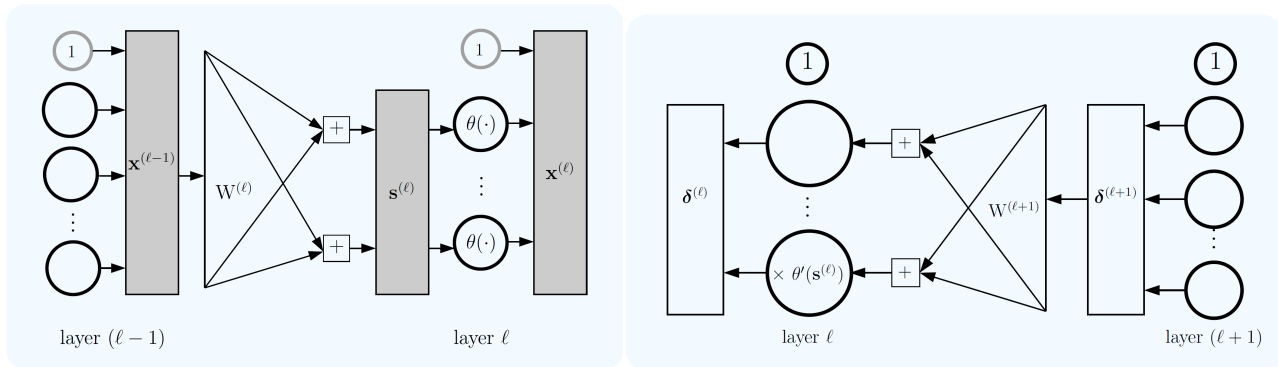 1
1
θ(·)
+
x^(ℓ−1)
W^(ℓ)
s^(ℓ)
⋮
x^(ℓ)
⋮
+
θ(·)
layer (ℓ − 1)
layer ℓ
1
1
+
δ^(ℓ)
⋮
W^(ℓ+1)
δ^(ℓ+1)
⋮
× θ′(s^(ℓ))
+
layer ℓ
layer (ℓ + 1)